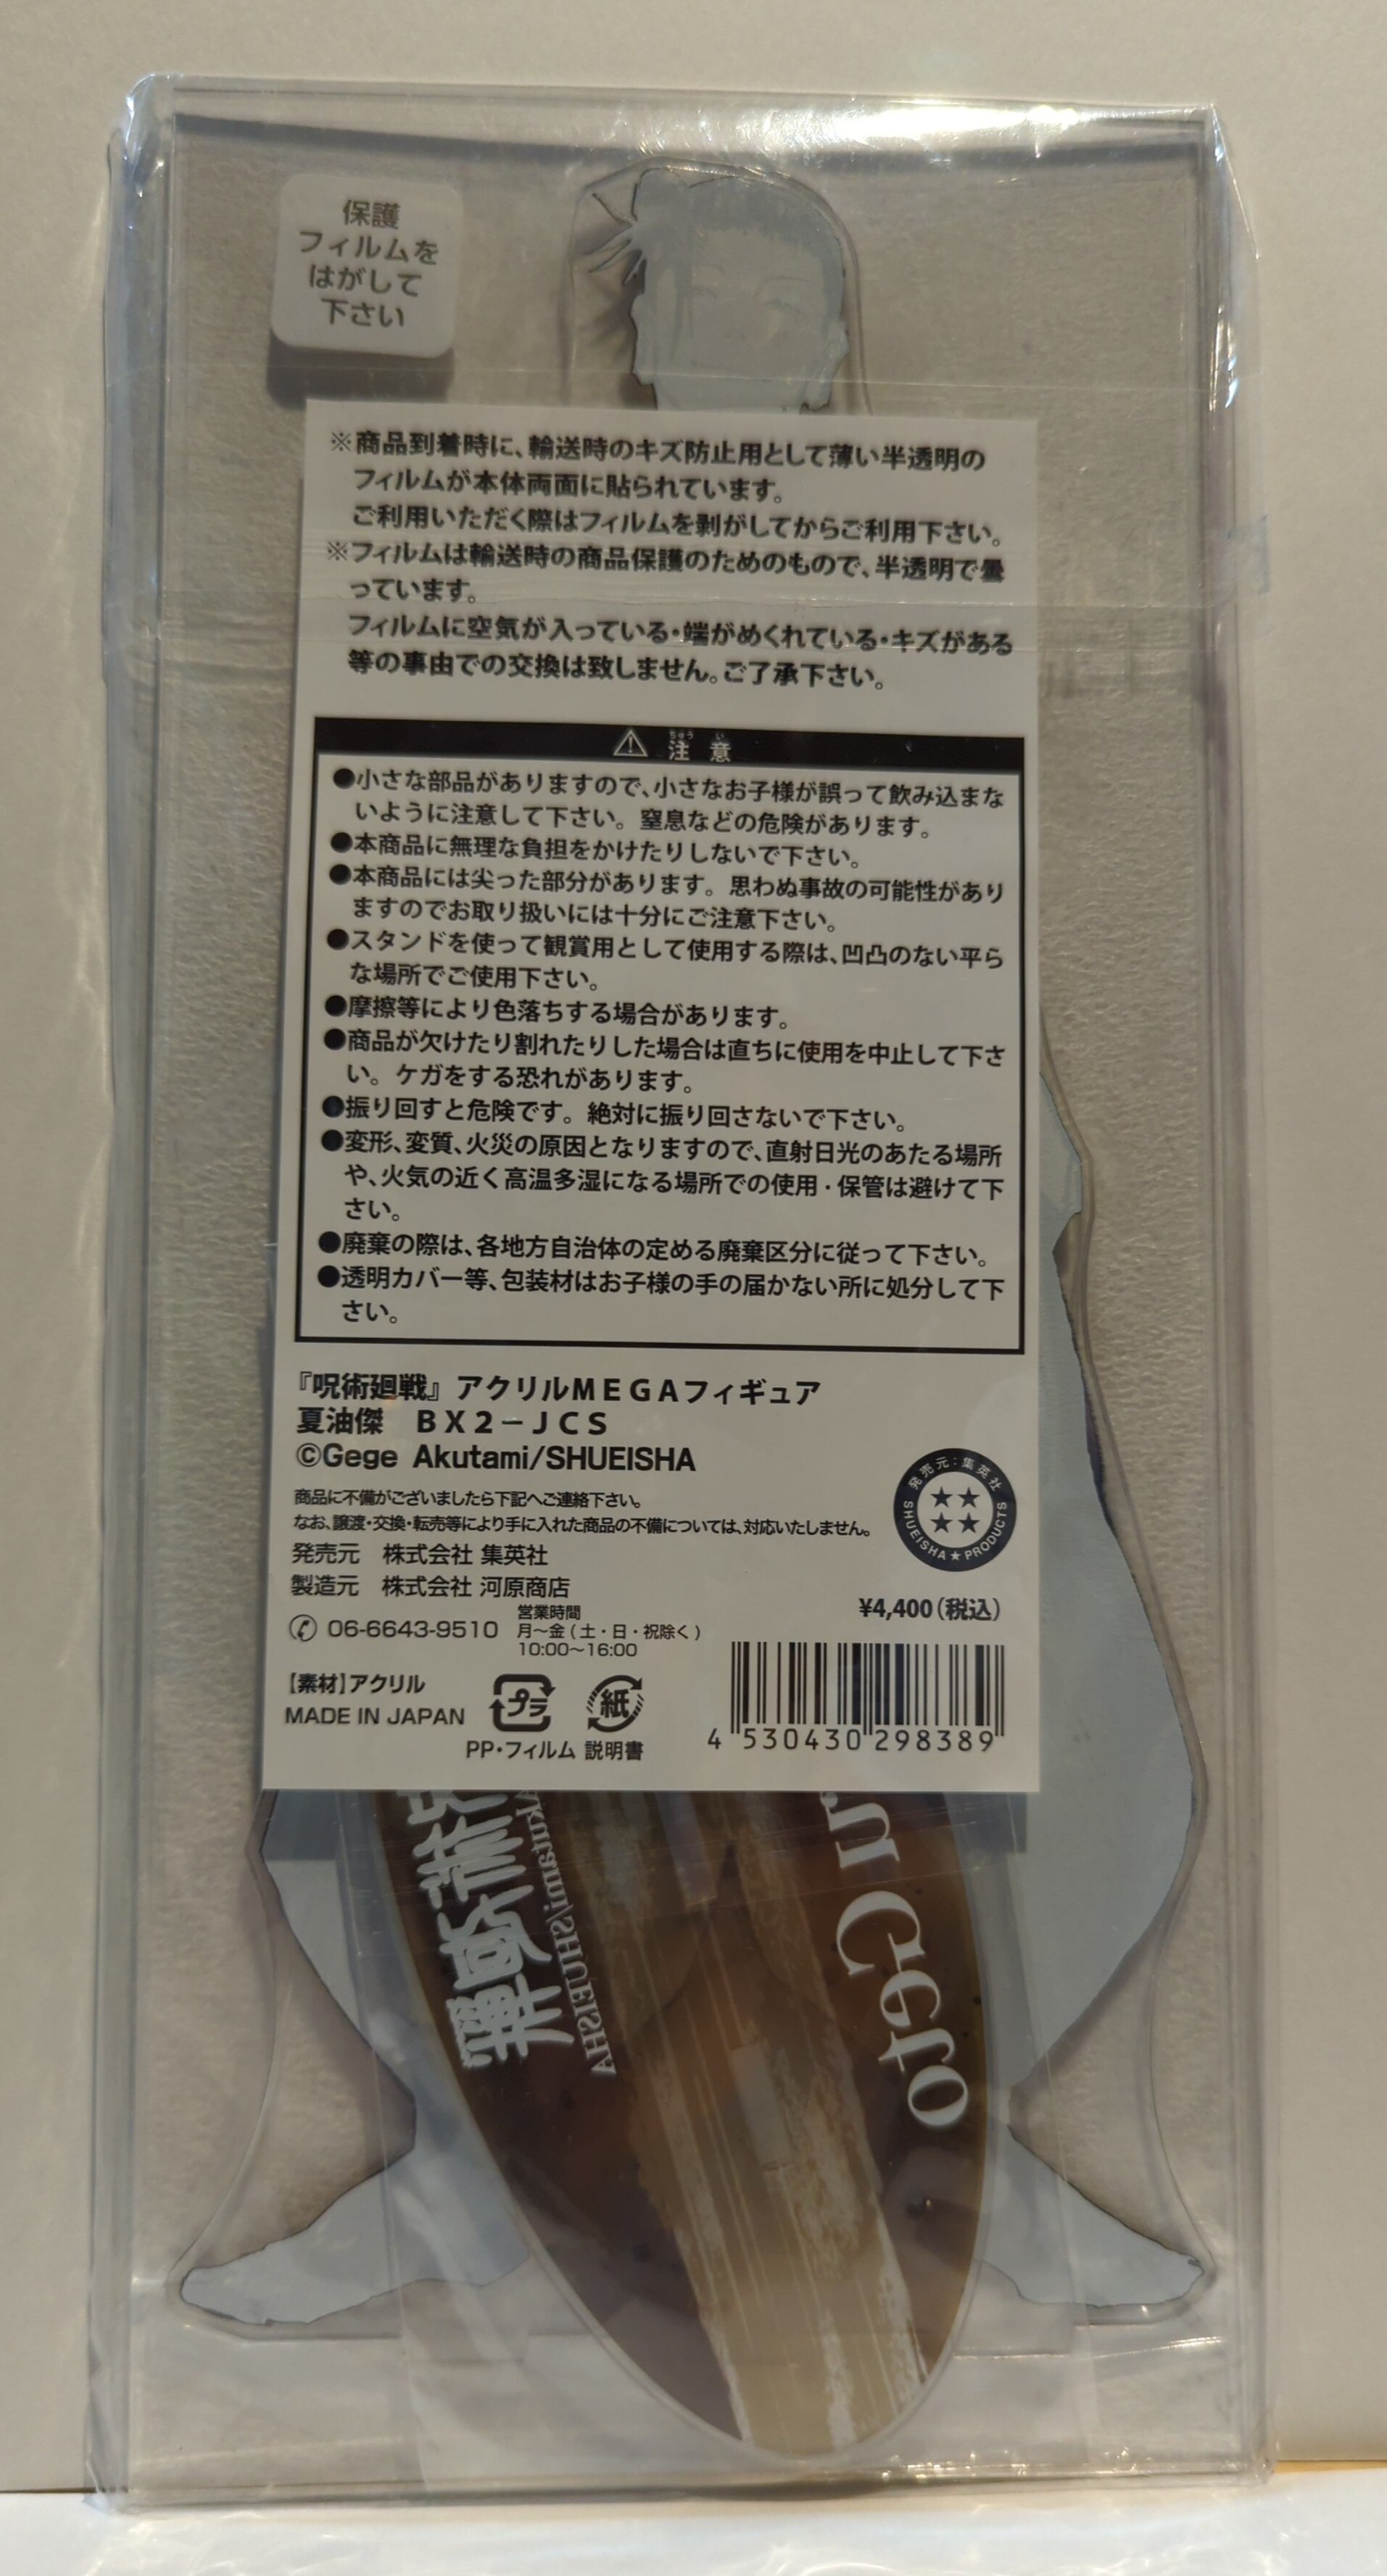 保護
フィルムを
はがして
下さい
※商品到着時に、輸送時のキズ防止用として薄い半透明の
フィルムが本体両面に貼られています。
ご利用いただく際はフィルムを剥がしてからご利用下さい。
※フィルムは輸送時の商品保護のためのもので、半透明で曇
っています。
フィルムに空気が入っている・端がめくれている・キズがある
等の事由での交換は致しません。ご了承下さい。
ちゅう い
注 意
●小さな部品がありますので、小さなお子様が誤って飲み込まな
いように注意して下さい。窒息などの危険があります。
●本商品に無理な負担をかけたりしないで下さい。
●本商品には尖った部分があります。思わぬ事故の可能性があり
ますのでお取り扱いには十分にご注意下さい。
●スタンドを使って観賞用として使用する際は、凹凸のない平ら
な場所でご使用下さい。
●摩擦等により色落ちする場合があります。
●商品が欠けたり割れたりした場合は直ちに使用を中止して下さ
い。ケガをする恐れがあります。
●振り回すと危険です。絶対に振り回さないで下さい。
●変形、変質、火災の原因となりますので、直射日光のあたる場所
や、火気の近く高温多湿になる場所での使用・保管は避けて下
さい。
●廃棄の際は、各地方自治体の定める廃棄区分に従って下さい。
●透明カバー等、包装材はお子様の手の届かない所に処分して下
さい。
『呪術廻戦』アクリルMEGAフィギュア
夏油傑 BX2-JCS
©Gege Akutami/SHUEISHA
商品に不備がございましたら下記へご連絡下さい。
なお、譲渡・交換・転売等により手に入れた商品の不備については、対応いたしません。
発売元 株式会社 集英社
製造元 株式会社 河原商店
06-6643-9510
営業時間
月〜金(土・日・祝除く)
10:00〜16:00
【素材】アクリル
MADE IN JAPAN
プラ
紙
PP・フィルム 説明書
発売元:集英社
SHUEISHA★PRODUCTS
¥4,400(税込)
4 530430 298389
Akutami/SHUEISHA
Geto